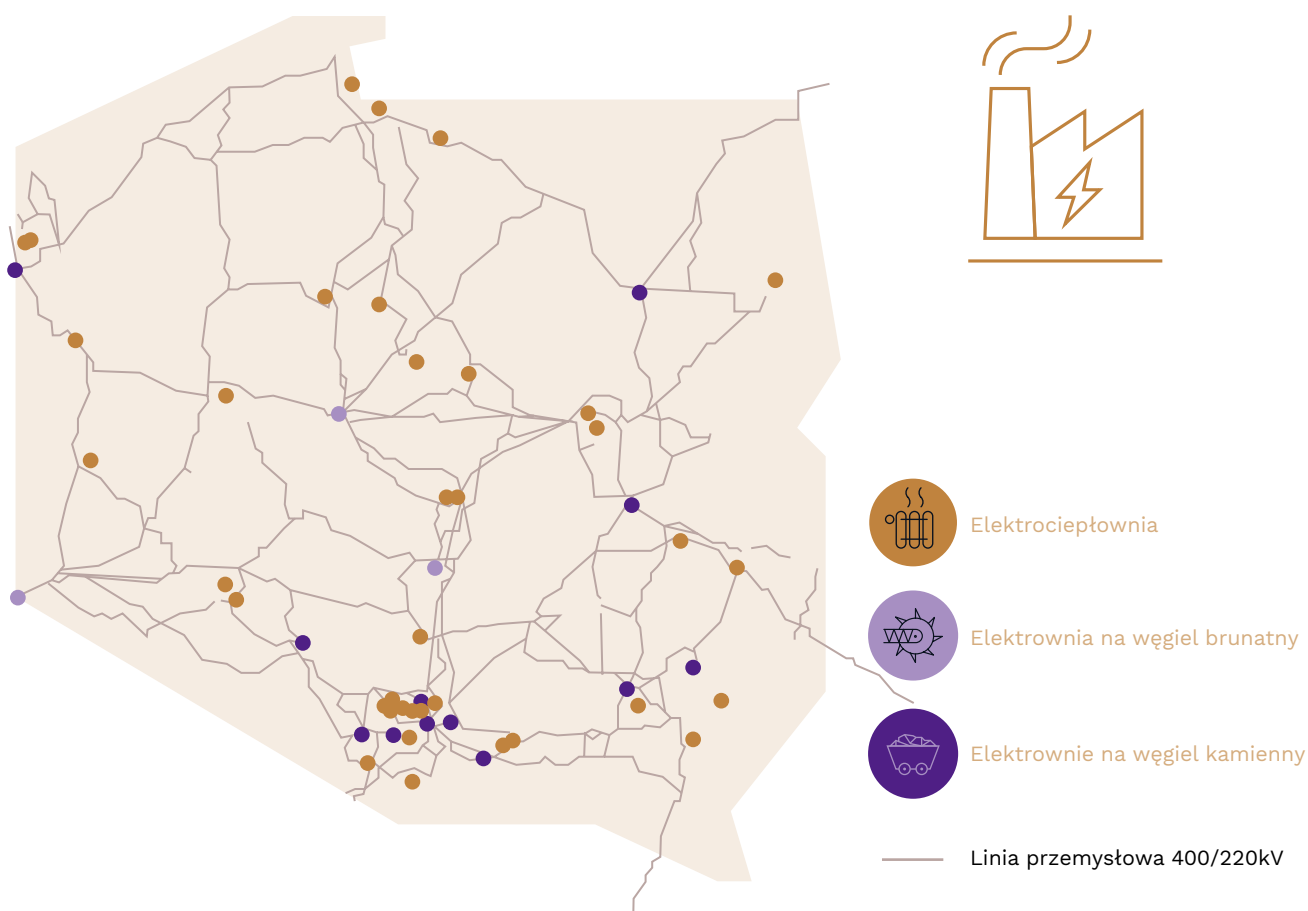 Elektrociepłownia
Elektrownia na węgiel brunatny
Elektrownie na węgiel kamienny
Linia przemysłowa 400/220kV